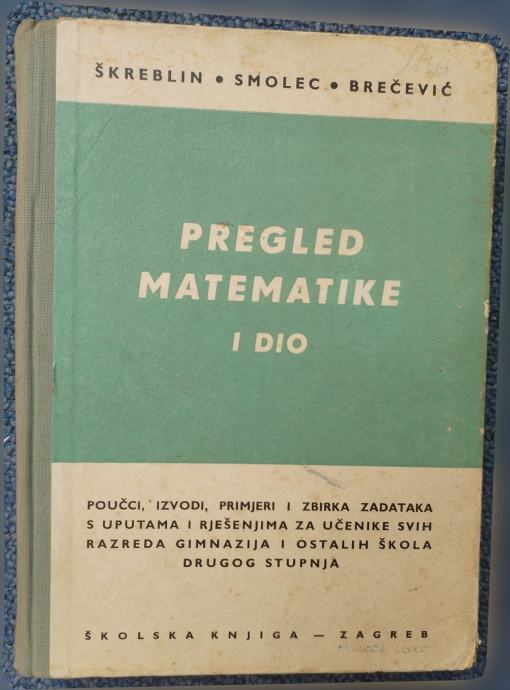 ŠKREBLIN • SMOLEC • BREČEVIĆ
PREGLED
MATEMATIKE
I DIO
POUČCI, IZVODI, PRIMJERI I ZBIRKA ZADATAKA
S UPUTAMA I RJEŠENJIMA ZA UČENIKE SVIH
RAZREDA GIMNAZIJA I OSTALIH ŠKOLA
DRUGOG STUPNJA
ŠKOLSKA KNJIGA — ZAGREB